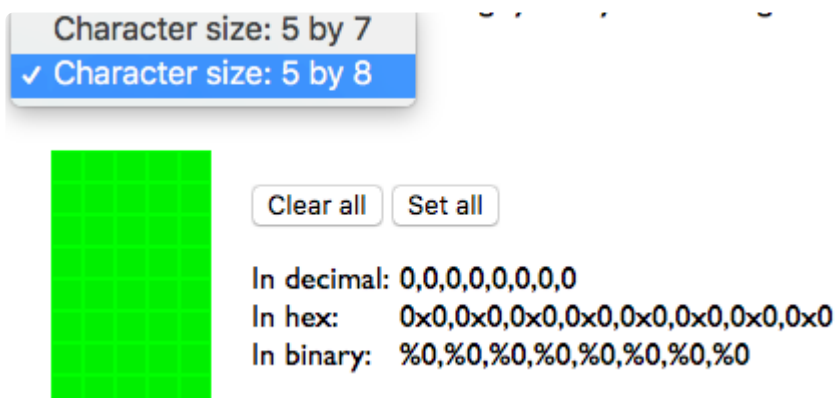 Character size: 5 by 7
✓ Character size: 5 by 8
Clear all Set all
In decimal: 0,0,0,0,0,0,0,0
In hex: 0x0,0x0,0x0,0x0,0x0,0x0,0x0,0x0
In binary: %0,%0,%0,%0,%0,%0,%0,%0